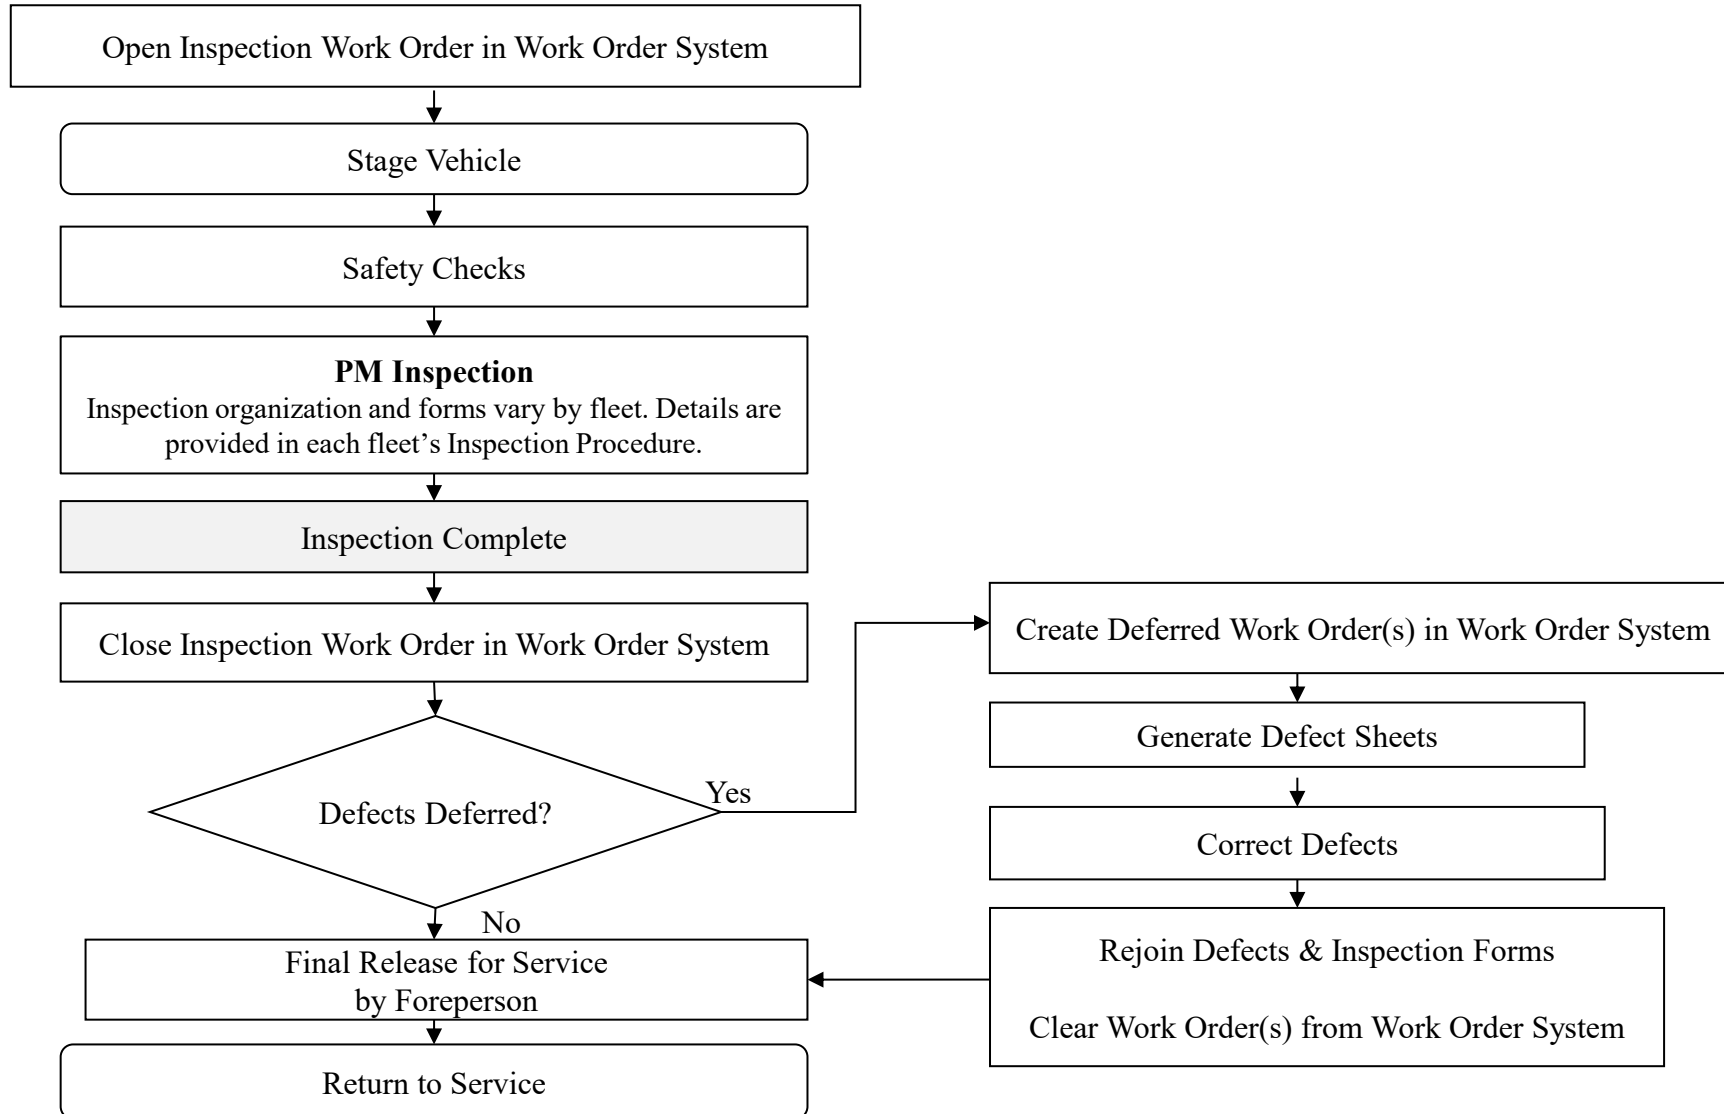 Open Inspection Work Order in Work Order System
Stage Vehicle
Safety Checks
PM Inspection
Inspection organization and forms vary by fleet. Details are
provided in each fleet’s Inspection Procedure.
Inspection Complete
Close Inspection Work Order in Work Order System
Defects Deferred?
Yes
No
Create Deferred Work Order(s) in Work Order System
Generate Defect Sheets
Correct Defects
Rejoin Defects & Inspection Forms
Clear Work Order(s) from Work Order System
Final Release for Service
by Foreperson
Return to Service